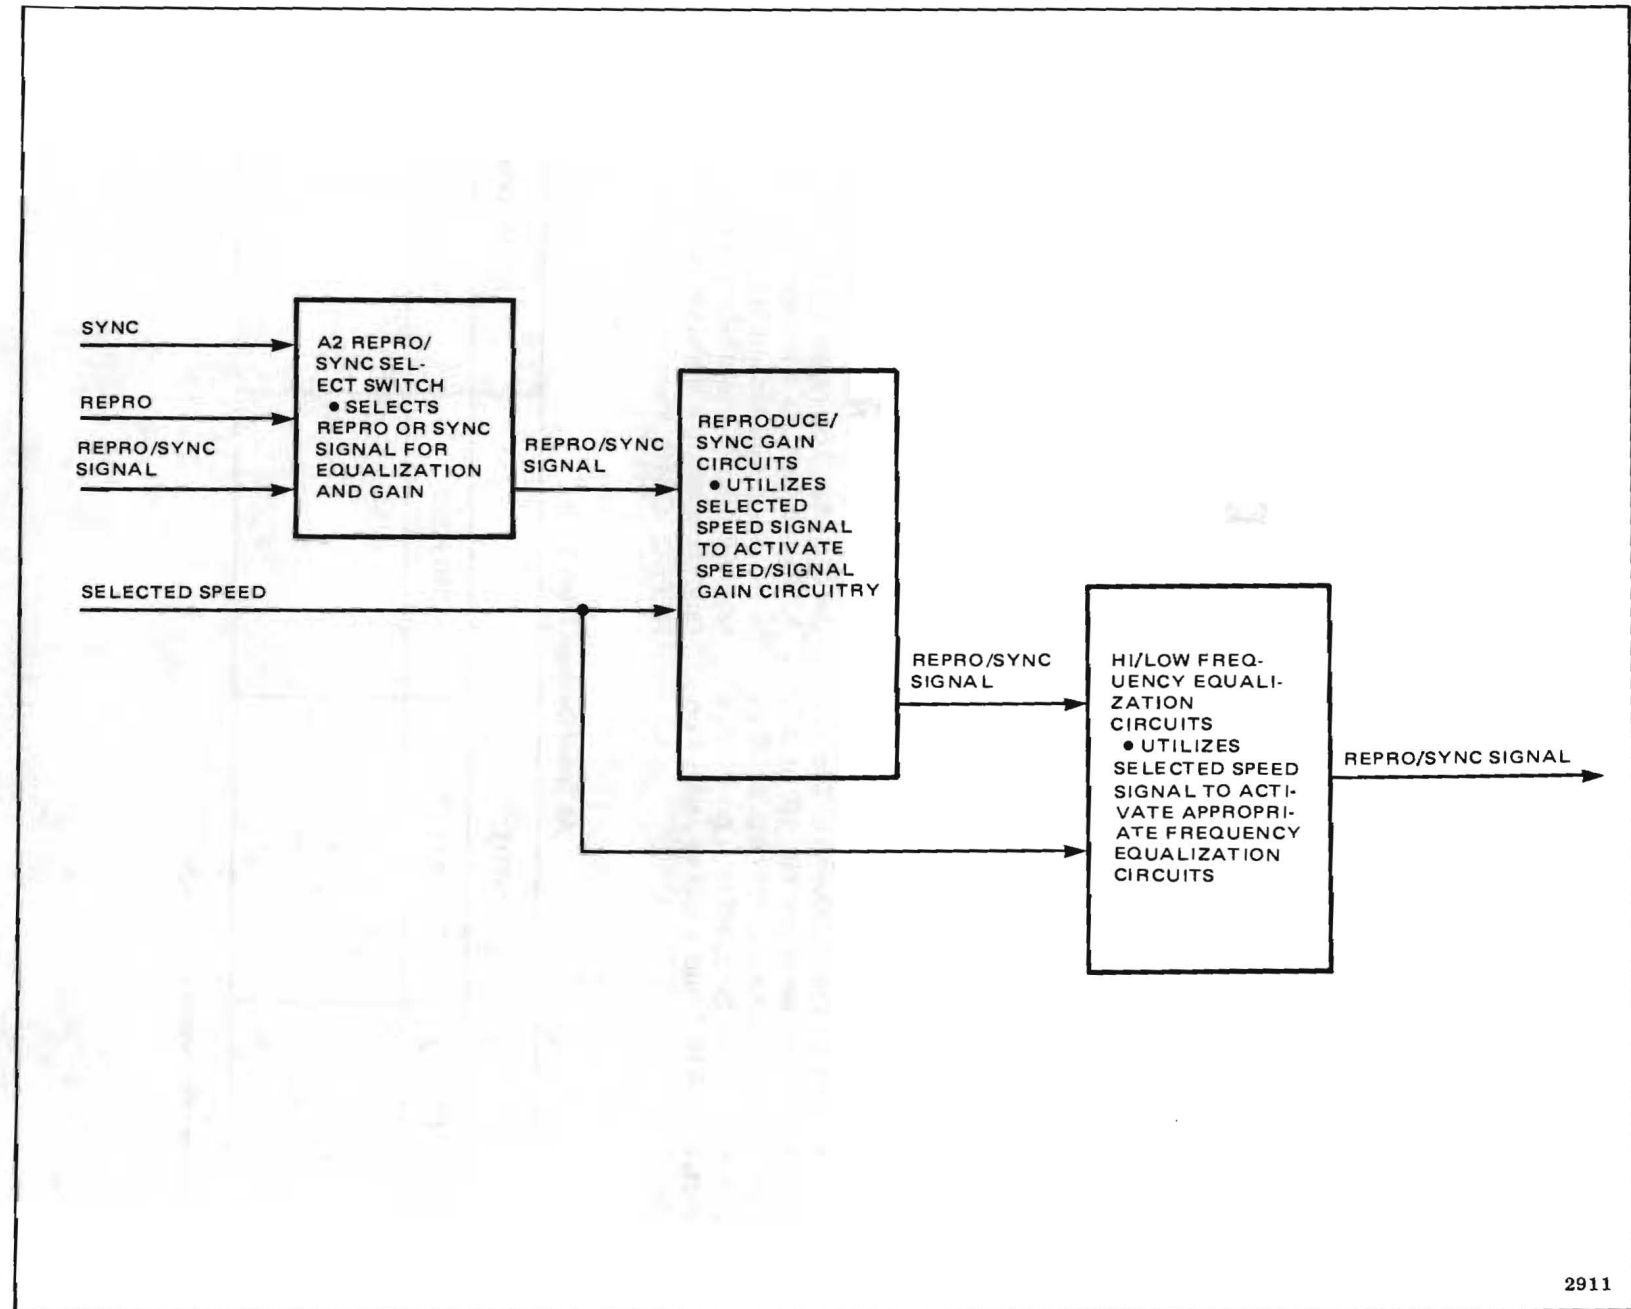 SYNC
REPRO
REPRO/SYNC
SIGNAL
A2 REPRO/
SYNC SEL-
ECT SWITCH
• SELECTS
REPRO OR SYNC
SIGNAL FOR
EQUALIZATION
AND GAIN
REPRO/SYNC
SIGNAL
SELECTED SPEED
REPRODUCE/
SYNC GAIN
CIRCUITS
• UTILIZES
SELECTED
SPEED SIGNAL
TO ACTIVATE
SPEED/SIGNAL
GAIN CIRCUITRY
REPRO/SYNC
SIGNAL
HI/LOW FREQ-
UENCY EQUALI-
ZATION
CIRCUITS
• UTILIZES
SELECTED SPEED
SIGNAL TO ACTI-
VATE APPROPRI-
ATE FREQUENCY
EQUALIZATION
CIRCUITS
REPRO/SYNC SIGNAL
2911